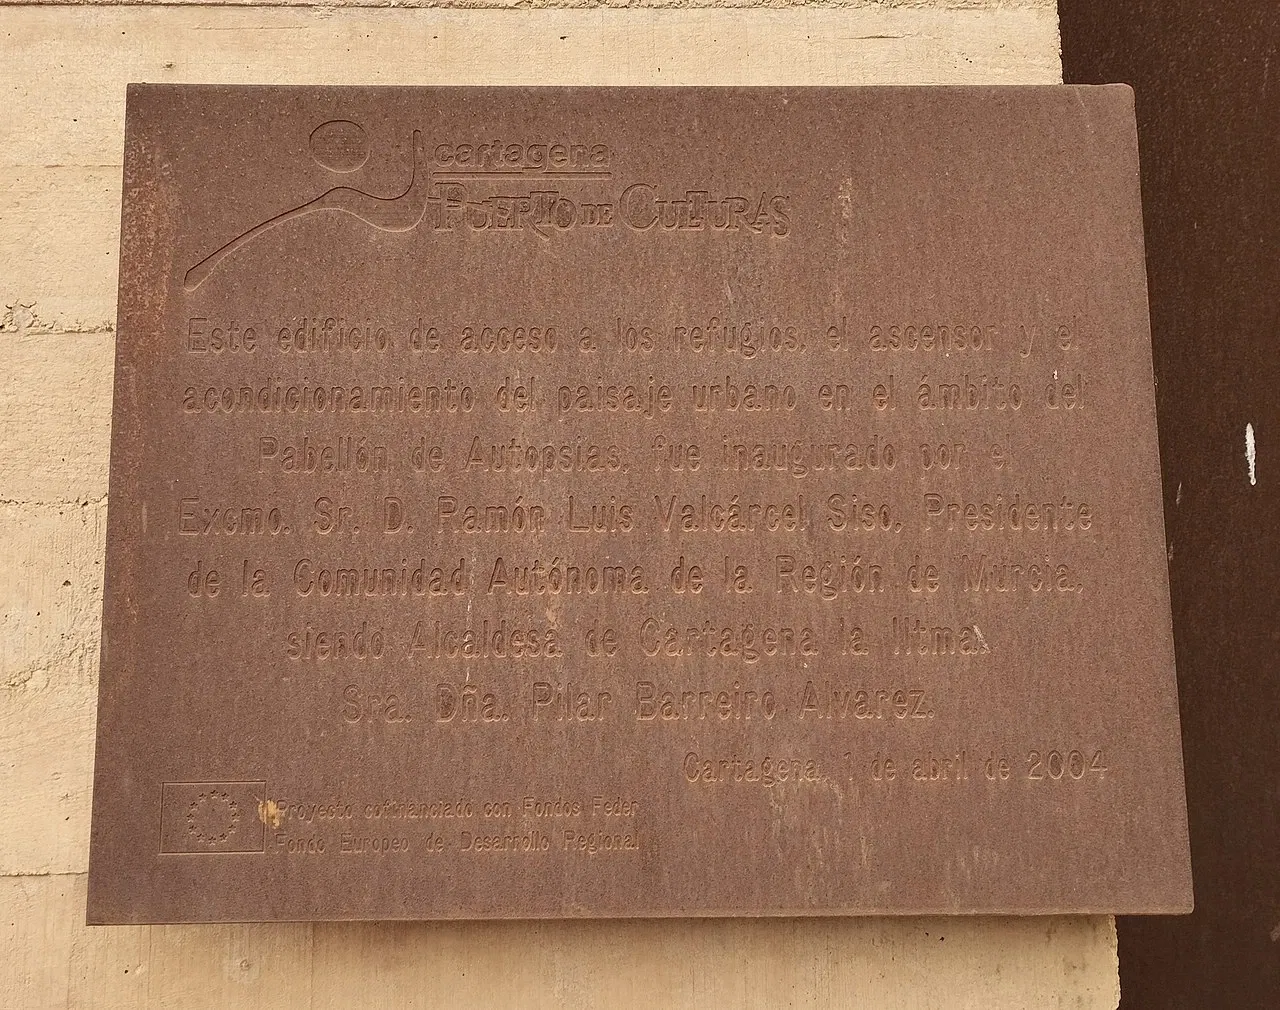 cartagena
PUERTO DE CULTURAS
Este edificio de acceso a los refugios, el ascensor y el
acondicionamiento del paisaje urbano en el ámbito del
Pabellón de Autopsias, fue inaugurado por el
Excmo. Sr. D. Ramón Luis Valcárcel Siso, Presidente
de la Comunidad Autónoma de la Región de Murcia,
siendo Alcaldesa de Cartagena la Iltma.
Sra. Dña. Pilar Barreiro Alvarez.
Cartagena, 1 de abril de 2004
Proyecto cofinanciado con Fondos Feder
Fondo Europeo de Desarrollo Regional